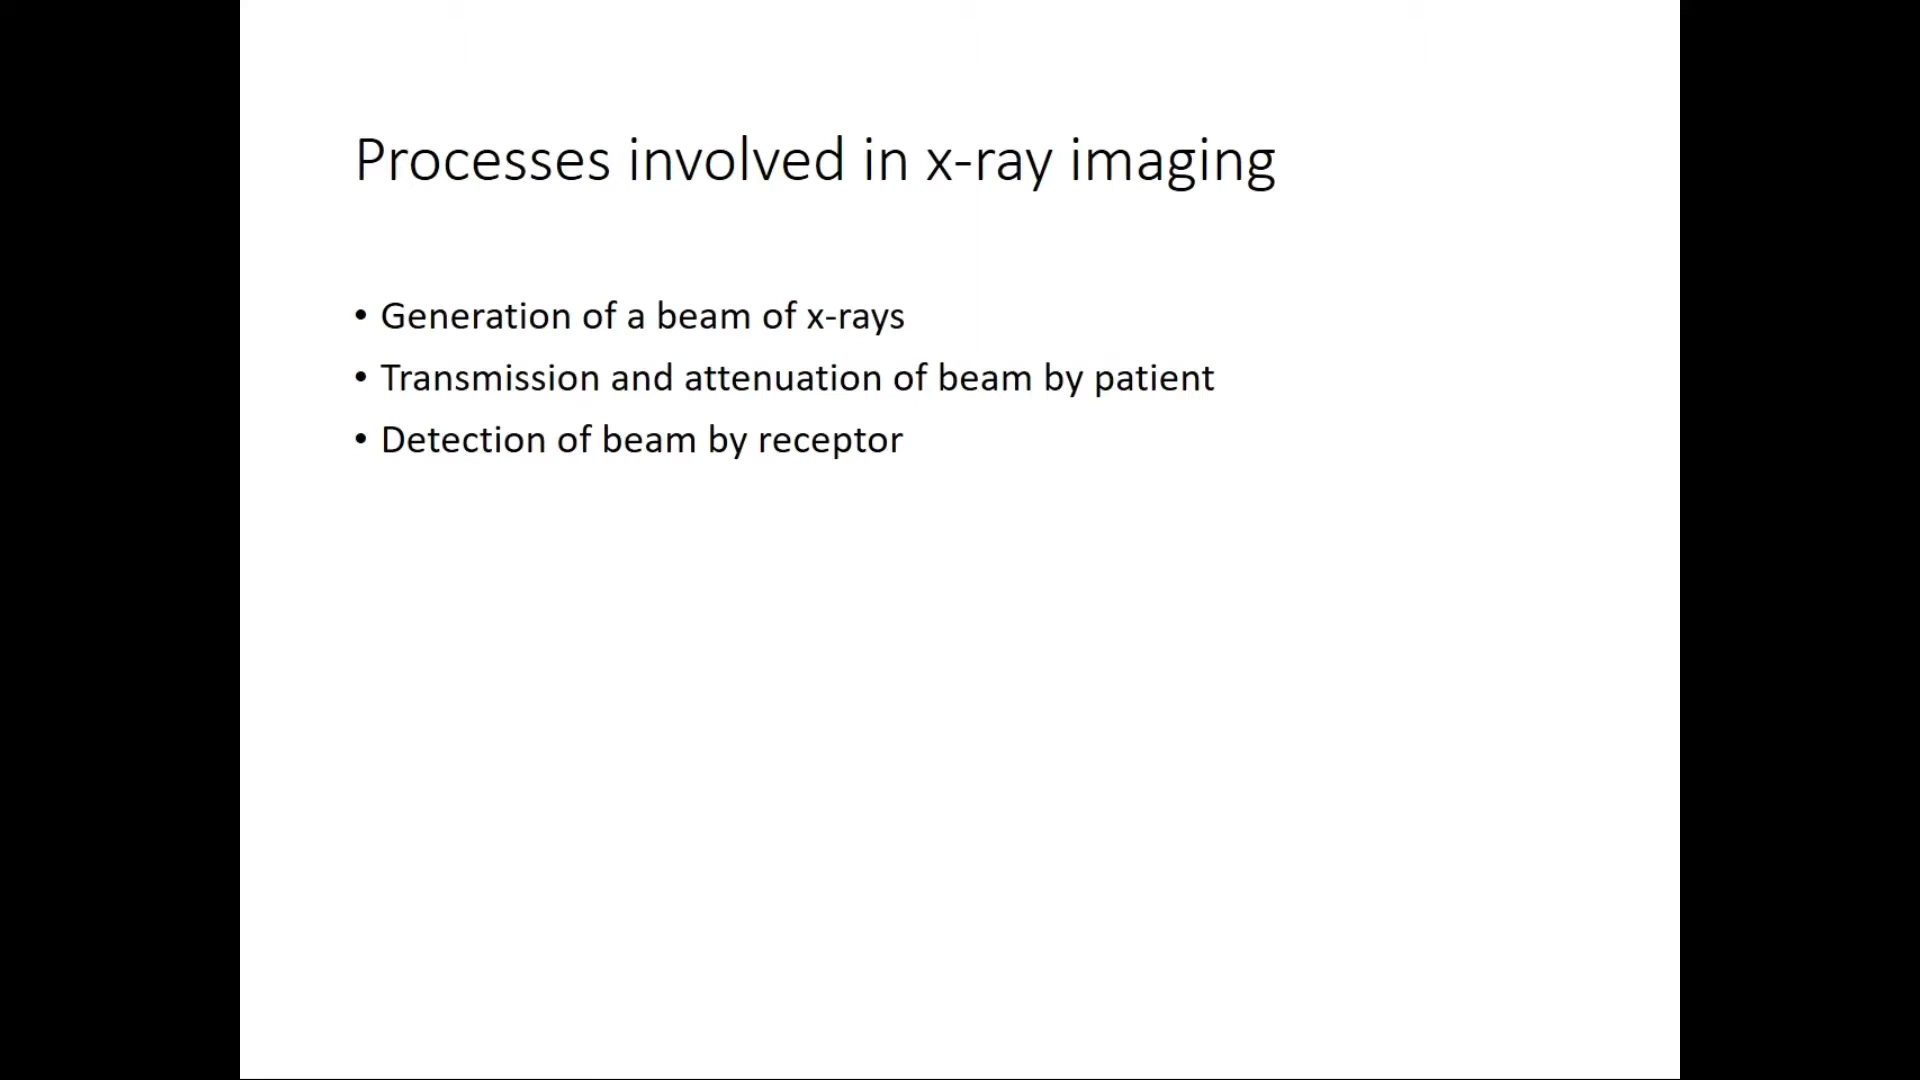 Processes involved in x-ray imaging
• Generation of a beam of x-rays
• Transmission and attenuation of beam by patient
• Detection of beam by receptor